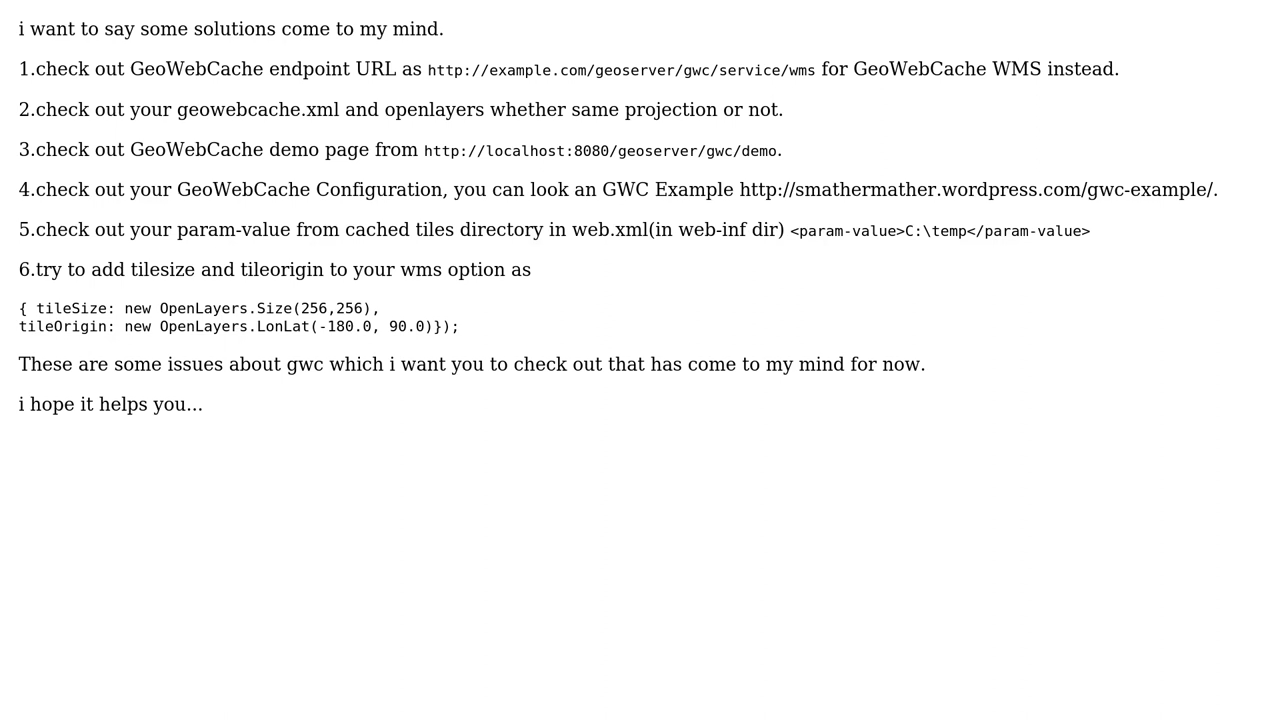 i want to say some solutions come to my mind.
1.check out GeoWebCache endpoint URL as http://example.com/geoserver/gwc/service/wms for GeoWebCache WMS instead.
2.check out your geowebcache.xml and openlayers whether same projection or not.
3.check out GeoWebCache demo page from http://localhost:8080/geoserver/gwc/demo.
4.check out your GeoWebCache Configuration, you can look an GWC Example http://smathermather.wordpress.com/gwc-example/.
5.check out your param-value from cached tiles directory in web.xml(in web-inf dir) <param-value>C:\temp</param-value>
6.try to add tilesize and tileorigin to your wms option as
{ tileSize: new OpenLayers.Size(256,256),
tileOrigin: new OpenLayers.LonLat(-180.0, 90.0)});
These are some issues about gwc which i want you to check out that has come to my mind for now.
i hope it helps you...